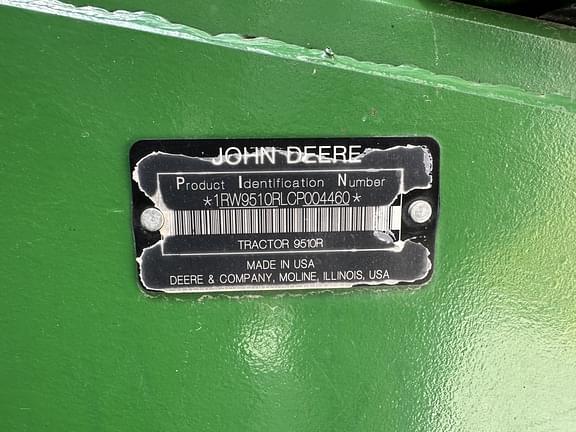 JOHN DEERE
Product Identification Number
*1RW9510RLCP004460*
TRACTOR 9510R
MADE IN USA
DEERE & COMPANY, MOLINE, ILLINOIS, USA